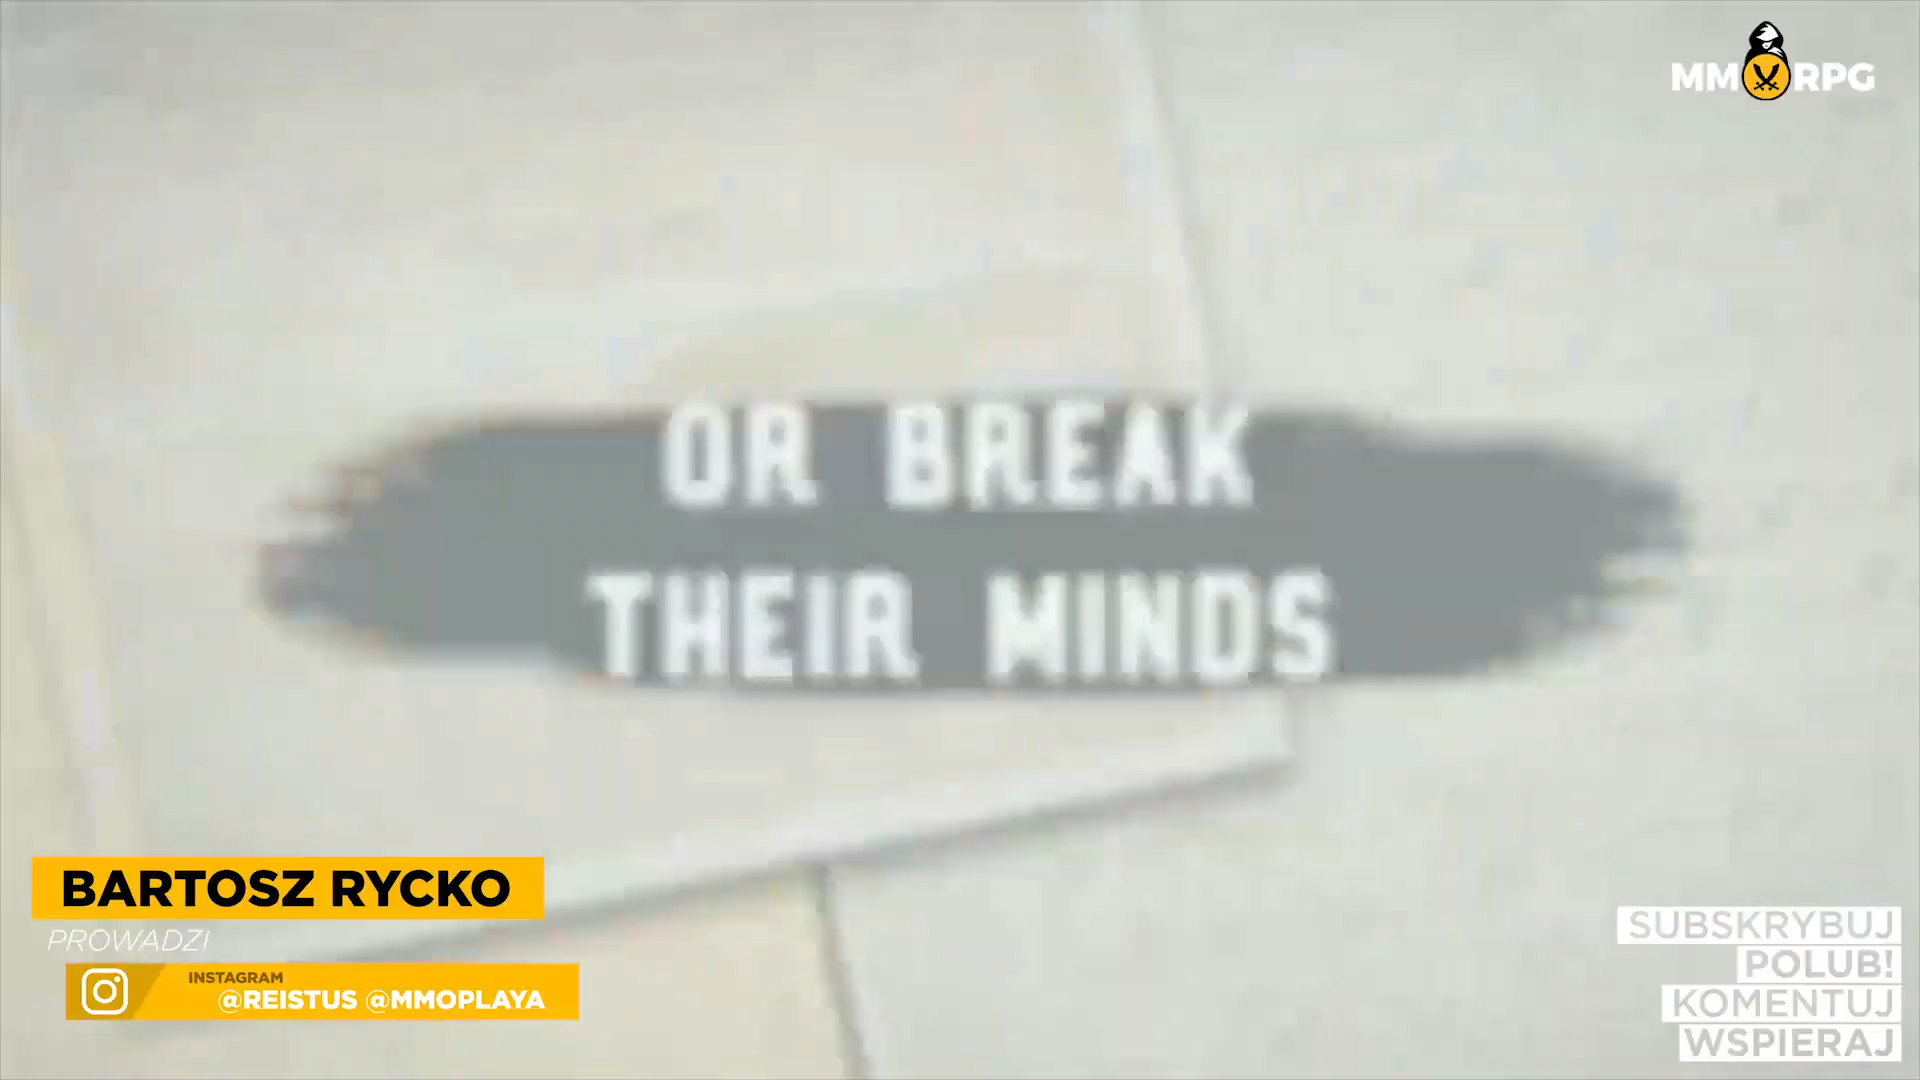 MMORPG
OR BREAK
THEIR MINDS
BARTOSZ RYCKO
PROWADZI
INSTAGRAM
@REISTUS @MMOPLAYA
SUBSKRYBUJ
POLUB!
KOMENTUJ
WSPIERAJ